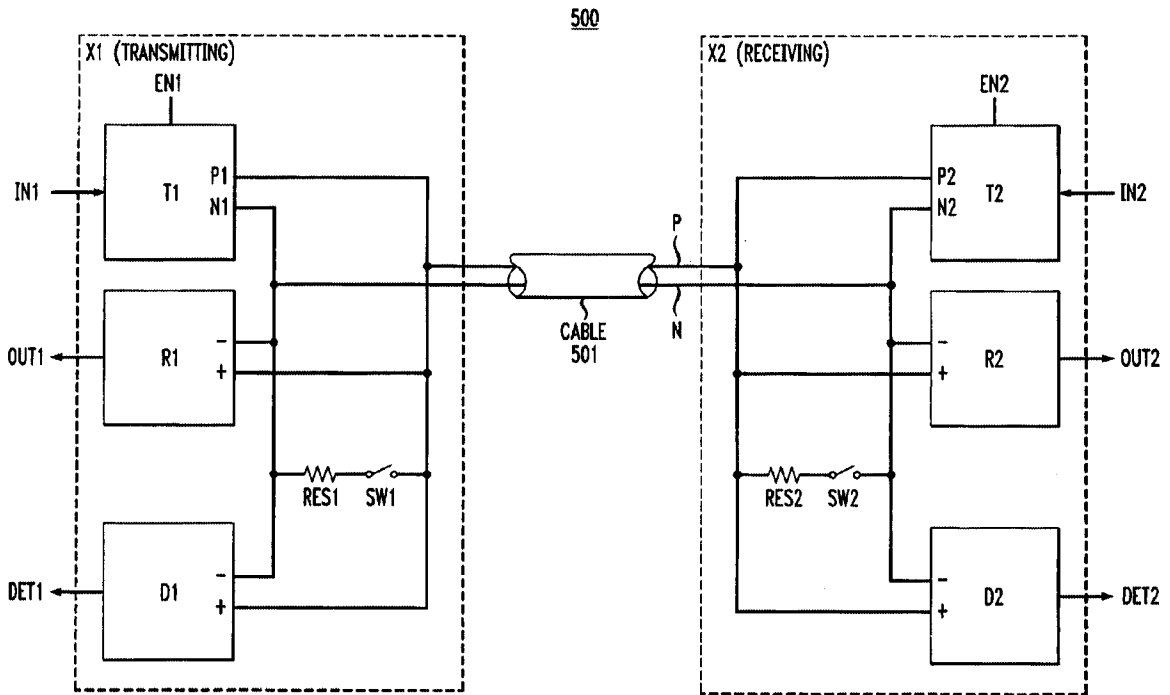 500
X1 (TRANSMITTING)
EN1
IN1
T1
P1
N1
OUT1
R1
-
+
RES1
SW1
DET1
D1
-
+
CABLE
501
P
N
X2 (RECEIVING)
EN2
P2
N2
T2
IN2
-
+
R2
OUT2
RES2
SW2
-
+
D2
DET2